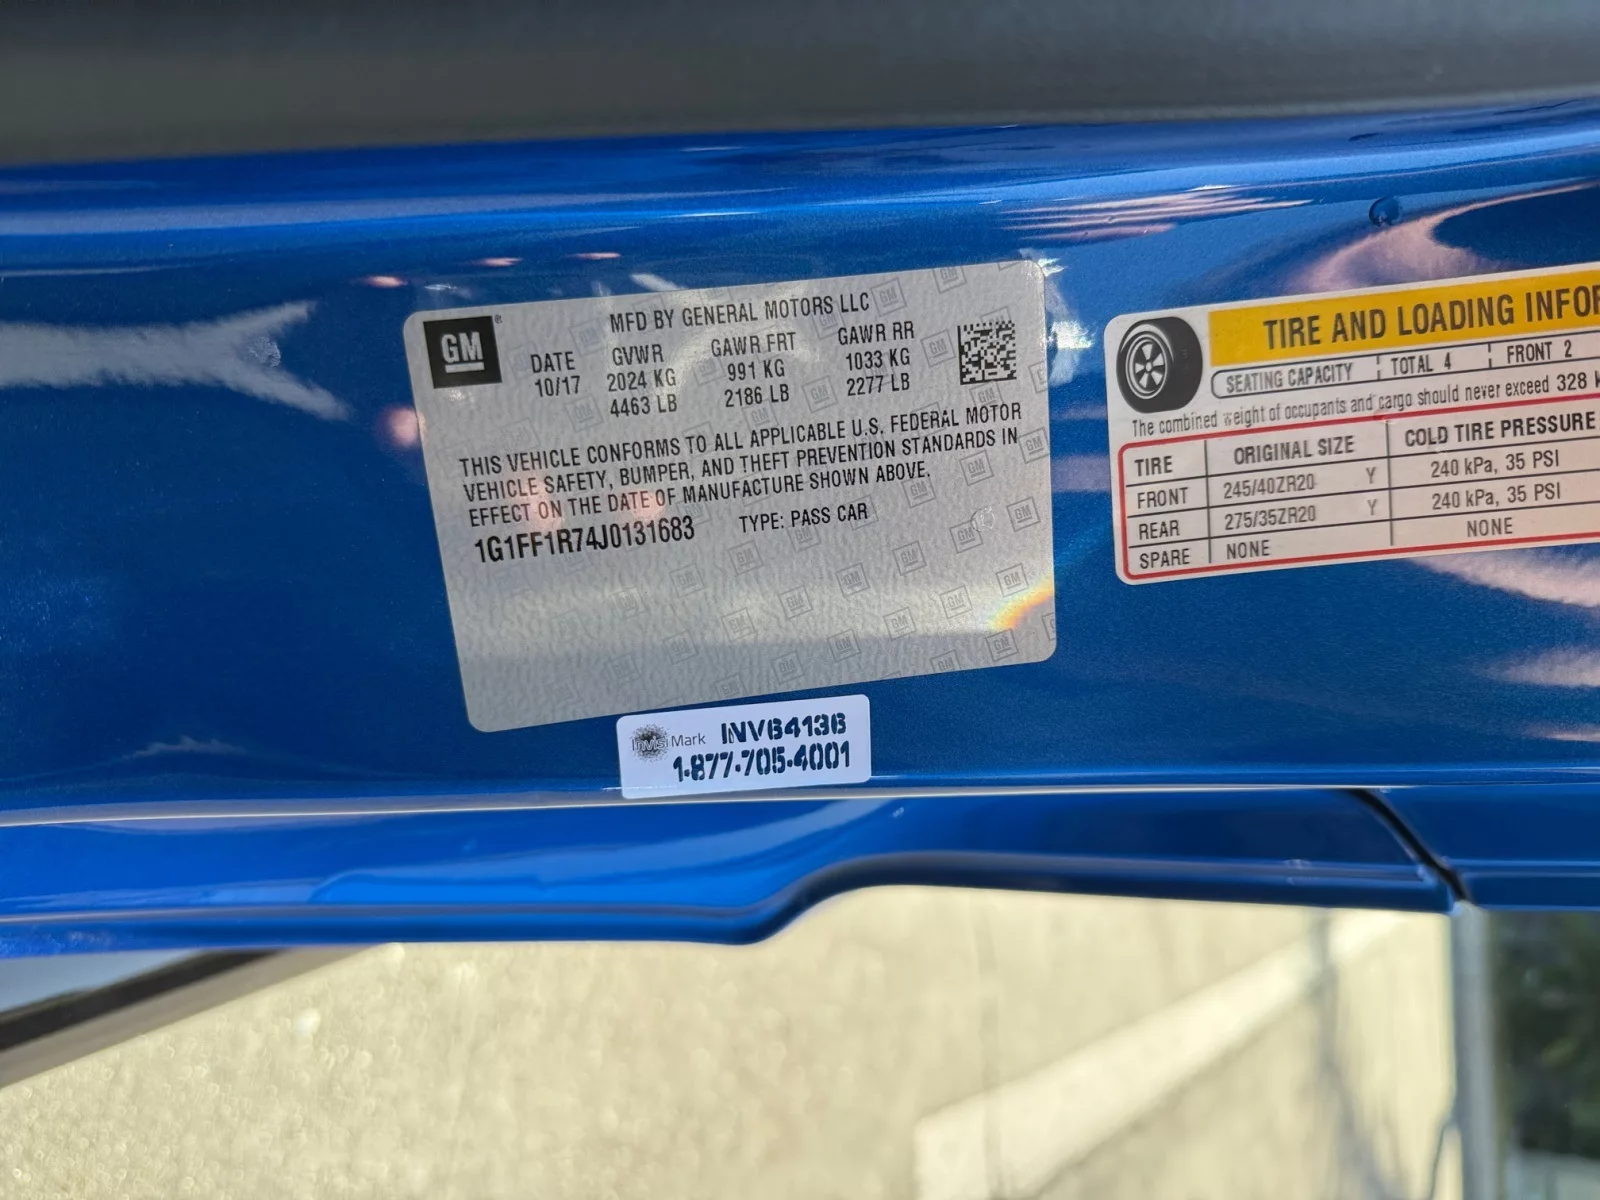 GM
MFD BY GENERAL MOTORS LLC
DATE GVWR GAWR FRT GAWR RR
10/17 2024 KG 991 KG 1033 KG
4463 LB 2186 LB 2277 LB
THIS VEHICLE CONFORMS TO ALL APPLICABLE U.S. FEDERAL MOTOR
VEHICLE SAFETY, BUMPER, AND THEFT PREVENTION STANDARDS IN
EFFECT ON THE DATE OF MANUFACTURE SHOWN ABOVE.
1G1FF1R74J0131683 TYPE: PASS CAR
InvisiMark INV64136
1-877-705-4001
TIRE AND LOADING INFOR
SEATING CAPACITY TOTAL 4 FRONT 2
The combined weight of occupants and cargo should never exceed 328 k
TIRE ORIGINAL SIZE COLD TIRE PRESSURE
FRONT 245/40ZR20 Y 240 kPa, 35 PSI
REAR 275/35ZR20 Y 240 kPa, 35 PSI
SPARE NONE NONE